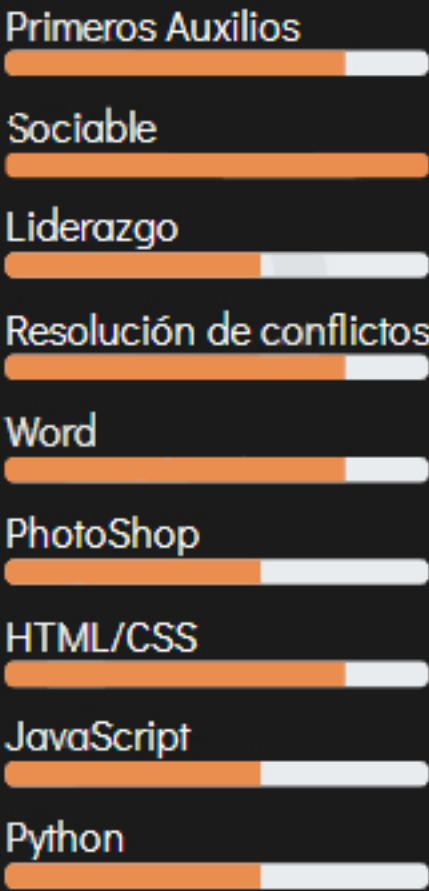 Primeros Auxilios
Sociable
Liderazgo
Resolución de conflictos
Word
PhotoShop
HTML/CSS
JavaScript
Python